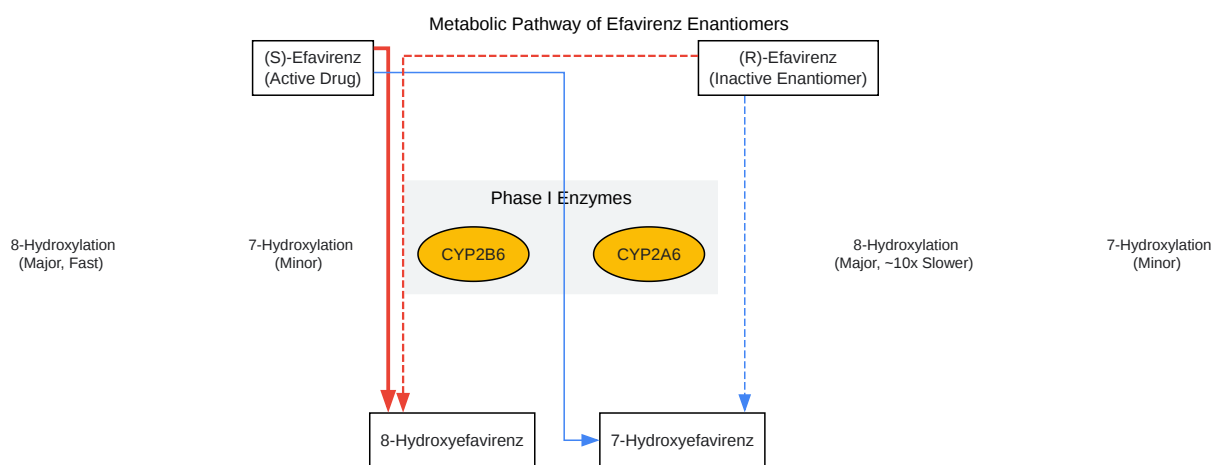 Metabolic Pathway of Efavirenz Enantiomers
(S)-Efavirenz
(Active Drug)
(R)-Efavirenz
(Inactive Enantiomer)
Phase I Enzymes
8-Hydroxylation
(Major, Fast)
7-Hydroxylation
(Minor)
CYP2B6
CYP2A6
8-Hydroxylation
(Major, ~10x Slower)
7-Hydroxylation
(Minor)
8-Hydroxyefavirenz
7-Hydroxyefavirenz